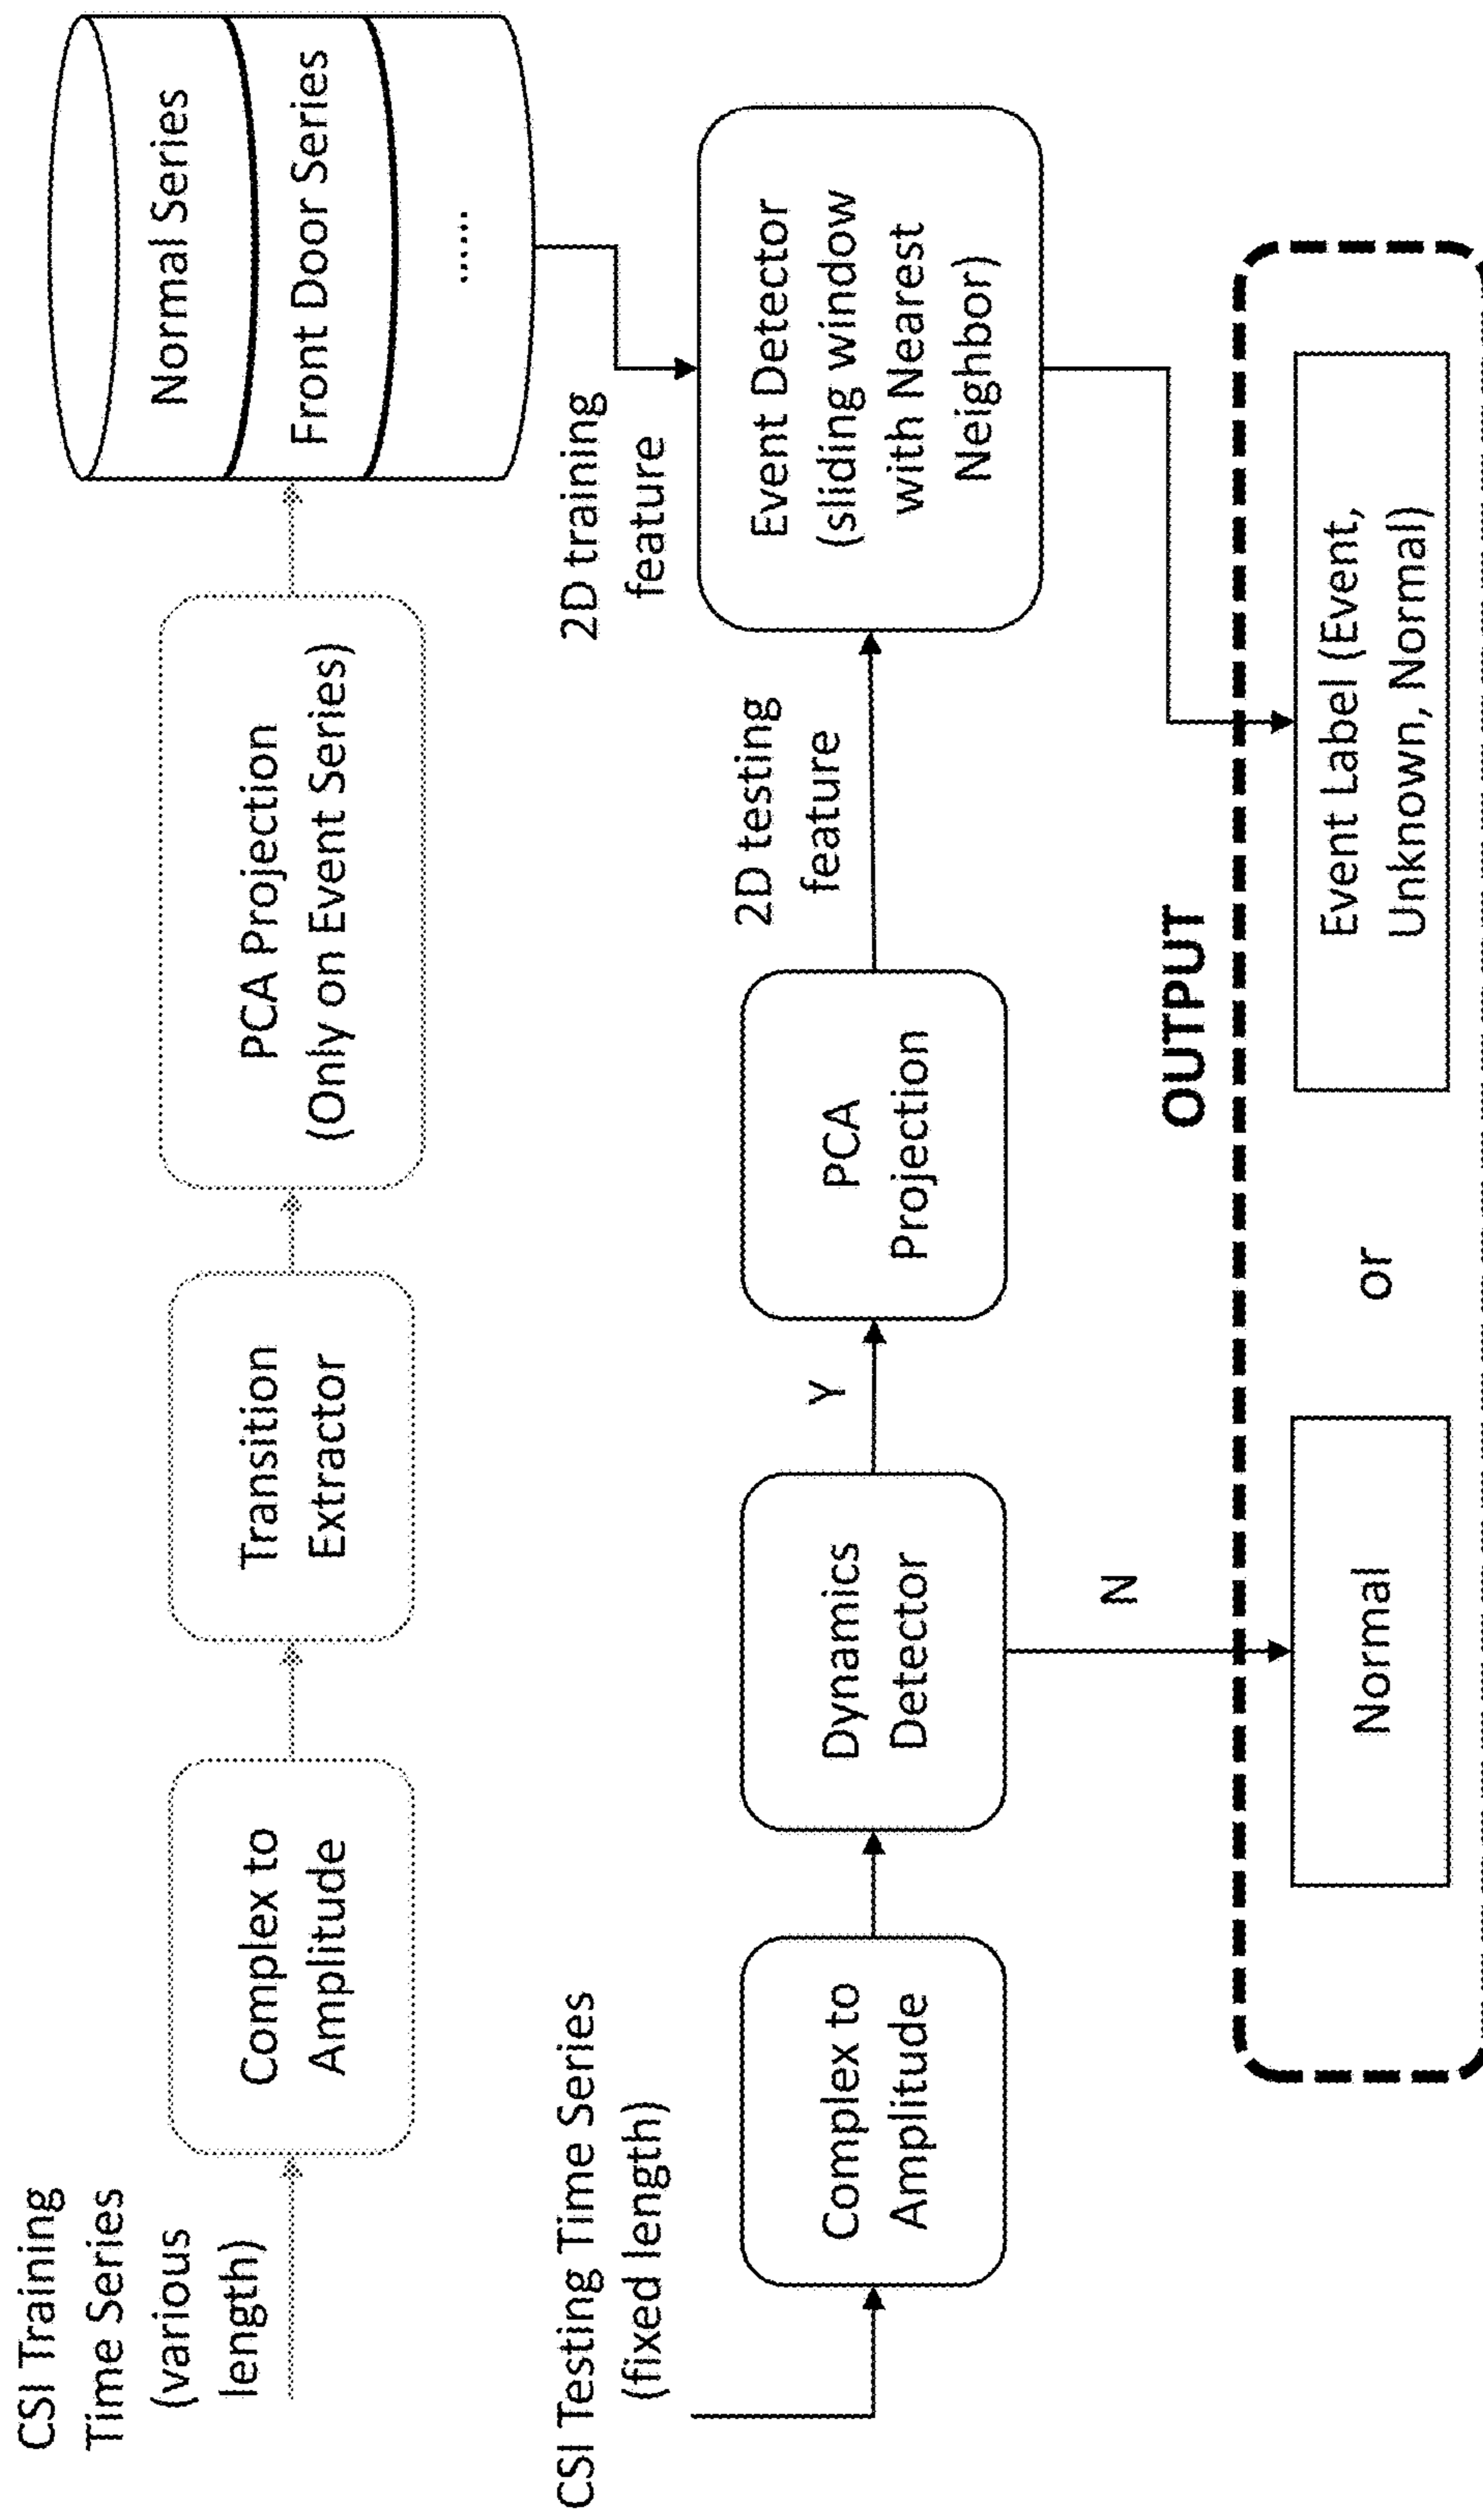 CSI Training
Time Series
(various
length)
Complex to
Amplitude
Transition
Extractor
PCA Projection
(Only on Event Series)
Normal Series
Front Door Series
......
2D training
feature
CSI Testing Time Series
(fixed length)
Complex to
Amplitude
Dynamics
Detector
Y
N
PCA
Projection
2D testing
feature
Event Detector
(sliding window
with Nearest
Neighbor)
OUTPUT
Normal
or
Event Label (Event,
Unknown, Normal)